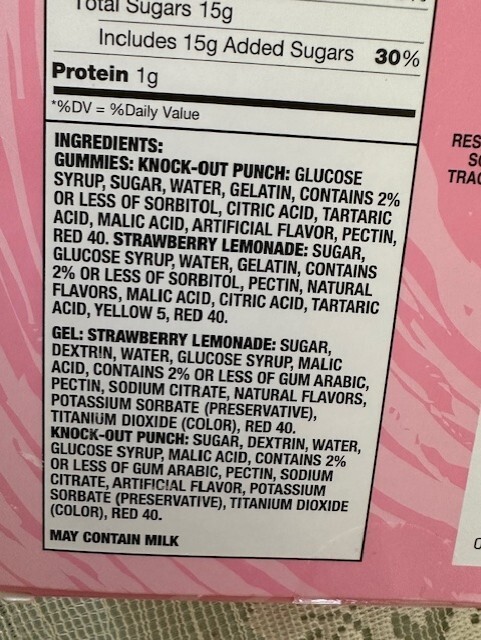 Total Sugars 15g
Includes 15g Added Sugars 30%
Protein 1g
*%DV = %Daily Value
INGREDIENTS:
GUMMIES: KNOCK-OUT PUNCH: GLUCOSE
SYRUP, SUGAR, WATER, GELATIN, CONTAINS 2%
OR LESS OF SORBITOL, CITRIC ACID, TARTARIC
ACID, MALIC ACID, ARTIFICIAL FLAVOR, PECTIN,
RED 40. STRAWBERRY LEMONADE: SUGAR,
GLUCOSE SYRUP, WATER, GELATIN, CONTAINS
2% OR LESS OF SORBITOL, PECTIN, NATURAL
FLAVORS, MALIC ACID, CITRIC ACID, TARTARIC
ACID, YELLOW 5, RED 40.
GEL: STRAWBERRY LEMONADE: SUGAR,
DEXTRIN, WATER, GLUCOSE SYRUP, MALIC
ACID, CONTAINS 2% OR LESS OF GUM ARABIC,
PECTIN, SODIUM CITRATE, NATURAL FLAVORS,
POTASSIUM SORBATE (PRESERVATIVE),
TITANIUM DIOXIDE (COLOR), RED 40.
KNOCK-OUT PUNCH: SUGAR, DEXTRIN, WATER,
GLUCOSE SYRUP, MALIC ACID, CONTAINS 2%
OR LESS OF GUM ARABIC, PECTIN, SODIUM
CITRATE, ARTIFICIAL FLAVOR, POTASSIUM
SORBATE (PRESERVATIVE), TITANIUM DIOXIDE
(COLOR), RED 40.
MAY CONTAIN MILK